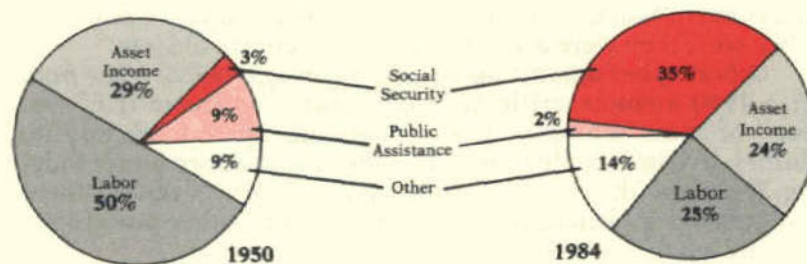 Asset
Income
29%
3%
9%
9%
Labor
50%
1950
Social
Security
Public
Assistance
Other
35%
2%
14%
Asset
Income
24%
Labor
25%
1984